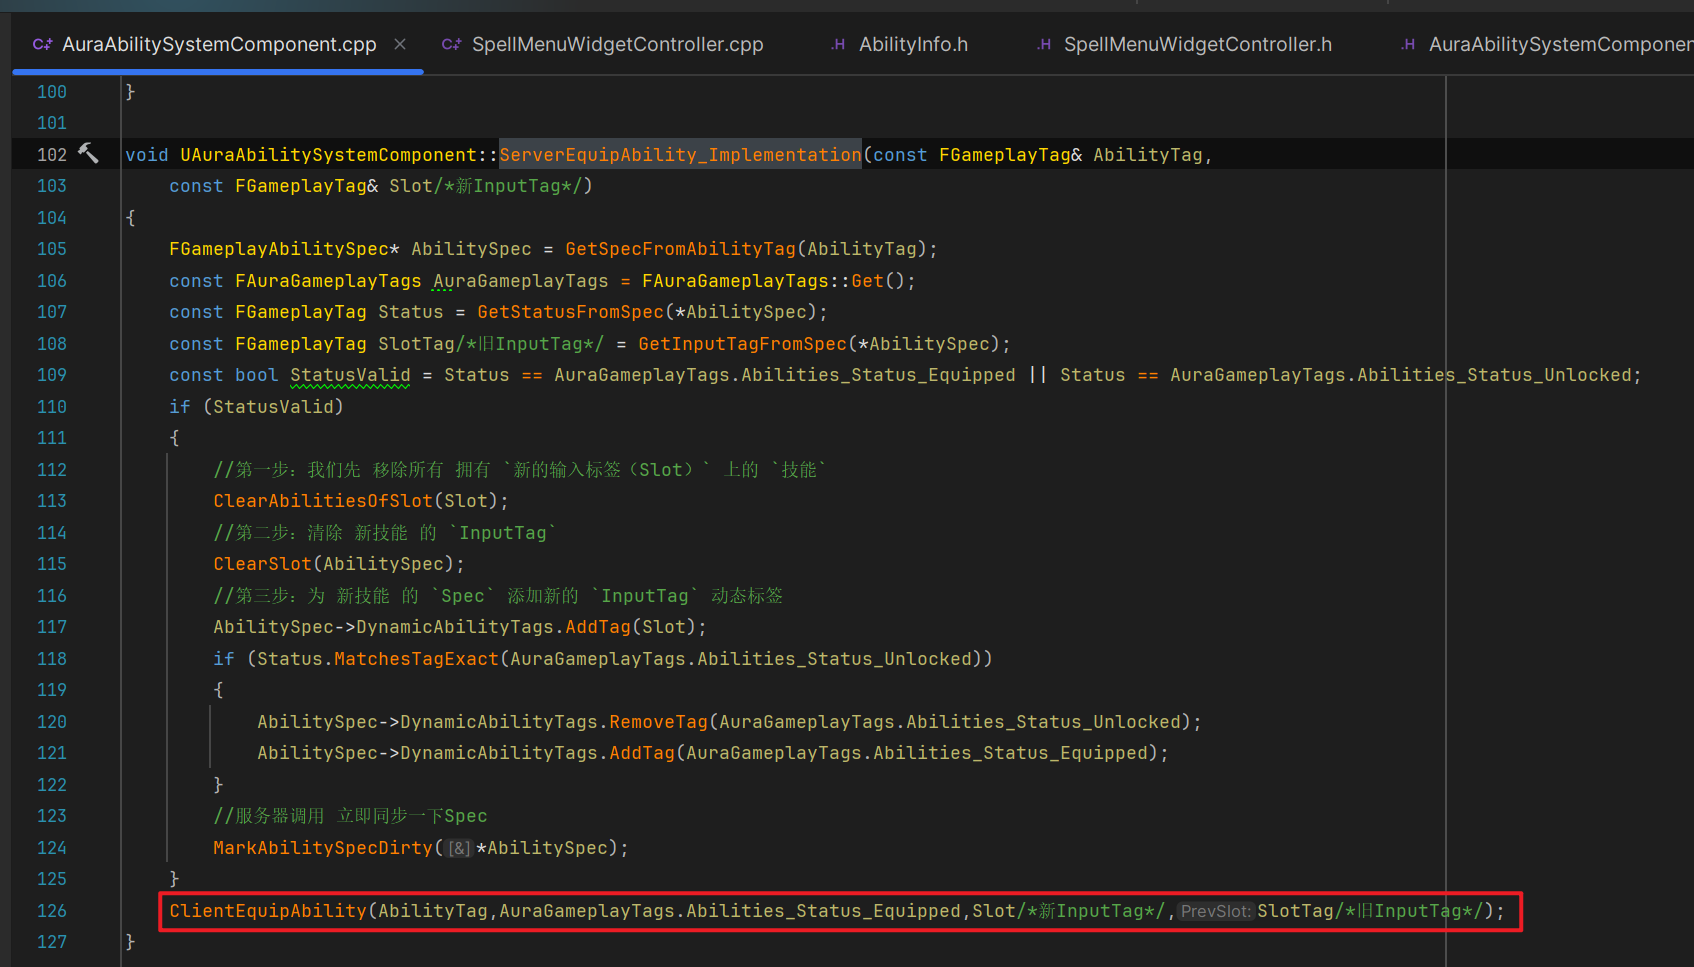 AuraAbilitySystemComponent.cpp × SpellMenuWidgetController.cpp .H AbilityInfo.h .H SpellMenuWidgetController.h .H AuraAbilitySystemComponen
100 }
101
102 void UAuraAbilitySystemComponent::ServerEquipAbility_Implementation(const FGameplayTag& AbilityTag,
103 const FGameplayTag& Slot/*新InputTag*/)
104 {
105 FGameplayAbilitySpec* AbilitySpec = GetSpecFromAbilityTag(AbilityTag);
106 const FAuraGameplayTags AuraGameplayTags = FAuraGameplayTags::Get();
107 const FGameplayTag Status = GetStatusFromSpec(*AbilitySpec);
108 const FGameplayTag SlotTag/*旧InputTag*/ = GetInputTagFromSpec(*AbilitySpec);
109 const bool StatusValid = Status == AuraGameplayTags.Abilities_Status_Equipped || Status == AuraGameplayTags.Abilities_Status_Unlocked;
110 if (StatusValid)
111 {
112 //第一步：我们先 移除所有 拥有 `新的输入标签（Slot）` 上的 `技能`
113 ClearAbilitiesOfSlot(Slot);
114 //第二步：清除 新技能 的 `InputTag`
115 ClearSlot(AbilitySpec);
116 //第三步：为 新技能 的 `Spec` 添加新的 `InputTag` 动态标签
117 AbilitySpec->DynamicAbilityTags.AddTag(Slot);
118 if (Status.MatchesTagExact(AuraGameplayTags.Abilities_Status_Unlocked))
119 {
120 AbilitySpec->DynamicAbilityTags.RemoveTag(AuraGameplayTags.Abilities_Status_Unlocked);
121 AbilitySpec->DynamicAbilityTags.AddTag(AuraGameplayTags.Abilities_Status_Equipped);
122 }
123 //服务器调用 立即同步一下Spec
124 MarkAbilitySpecDirty([&]*AbilitySpec);
125 }
126 ClientEquipAbility(AbilityTag,AuraGameplayTags.Abilities_Status_Equipped,Slot/*新InputTag*/,PrevSlot:SlotTag/*旧InputTag*/);
127 }